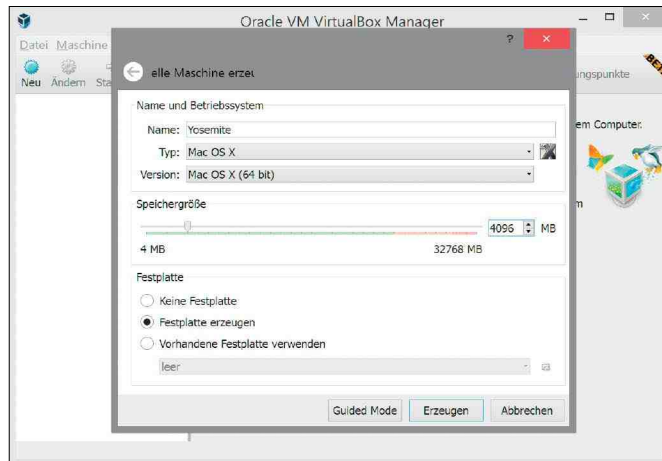 Oracle VM VirtualBox Manager
Datei Maschine
?
Neu Ändern Sta
elle Maschine erzeu
ungspunkte
BET
Name und Betriebssystem
Name: Yosemite
em Computer.
Typ: Mac OS X
Version: Mac OS X (64 bit)
n
Speichergröße
4096 MB
4 MB 32768 MB
Festplatte
Keine Festplatte
Festplatte erzeugen
Vorhandene Festplatte verwenden
leer
Guided Mode Erzeugen Abbrechen